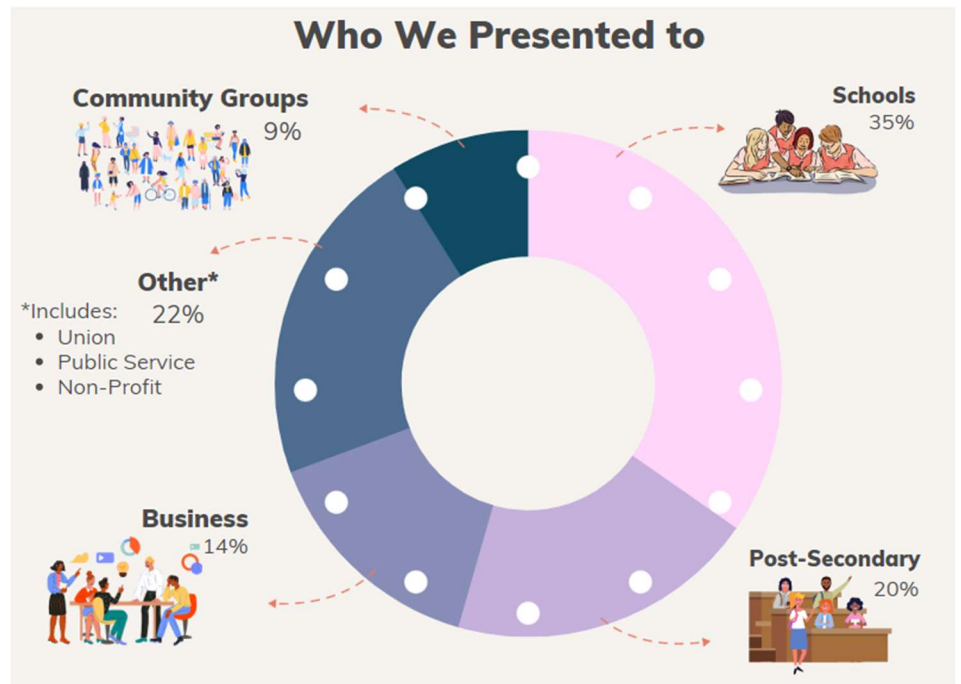 Who We Presented to
Community Groups
9%
Schools
35%
Other*
22%
*Includes:
• Union
• Public Service
• Non-Profit
Business
14%
Post-Secondary
20%